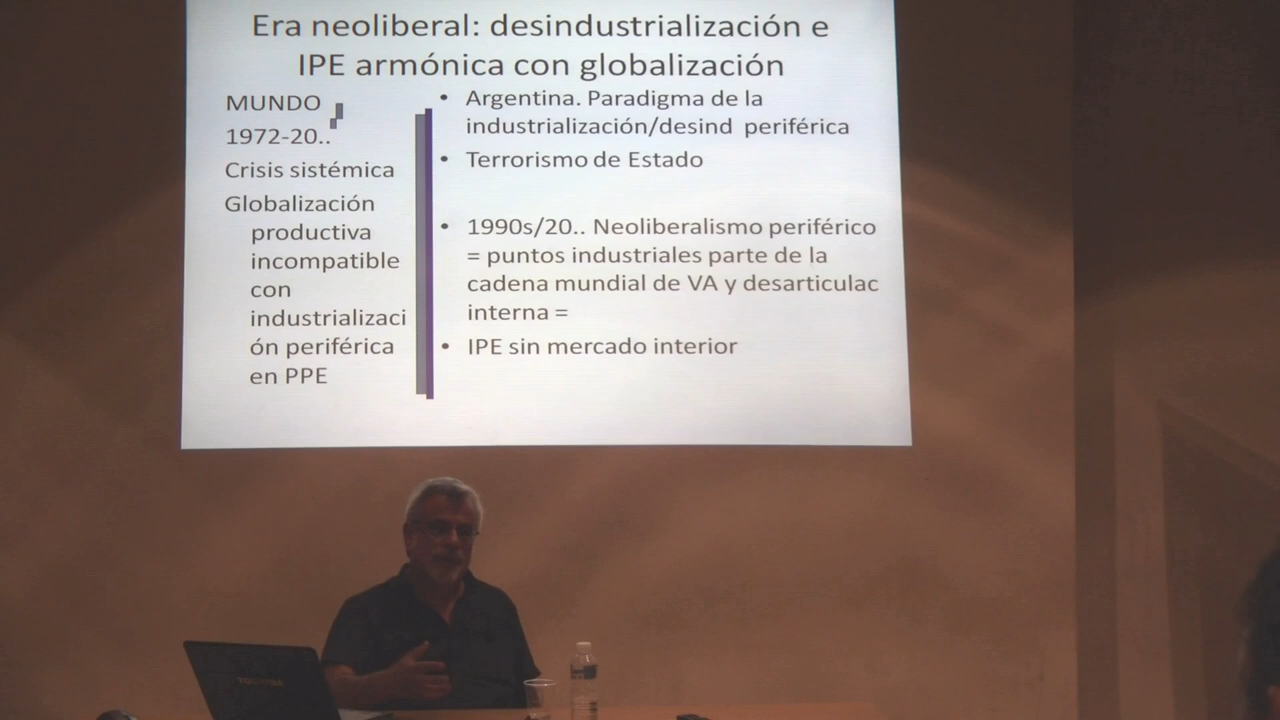 Era neoliberal: desindustrialización e
IPE armónica con globalización
MUNDO
1972-20..
Crisis sistémica
Globalización
productiva
incompatible
con
industrializaci
ón periférica
en PPE
• Argentina. Paradigma de la
industrialización/desind periférica
• Terrorismo de Estado
• 1990s/20.. Neoliberalismo periférico
= puntos industriales parte de la
cadena mundial de VA y desarticulac
interna =
• IPE sin mercado interior
TOSHIBA